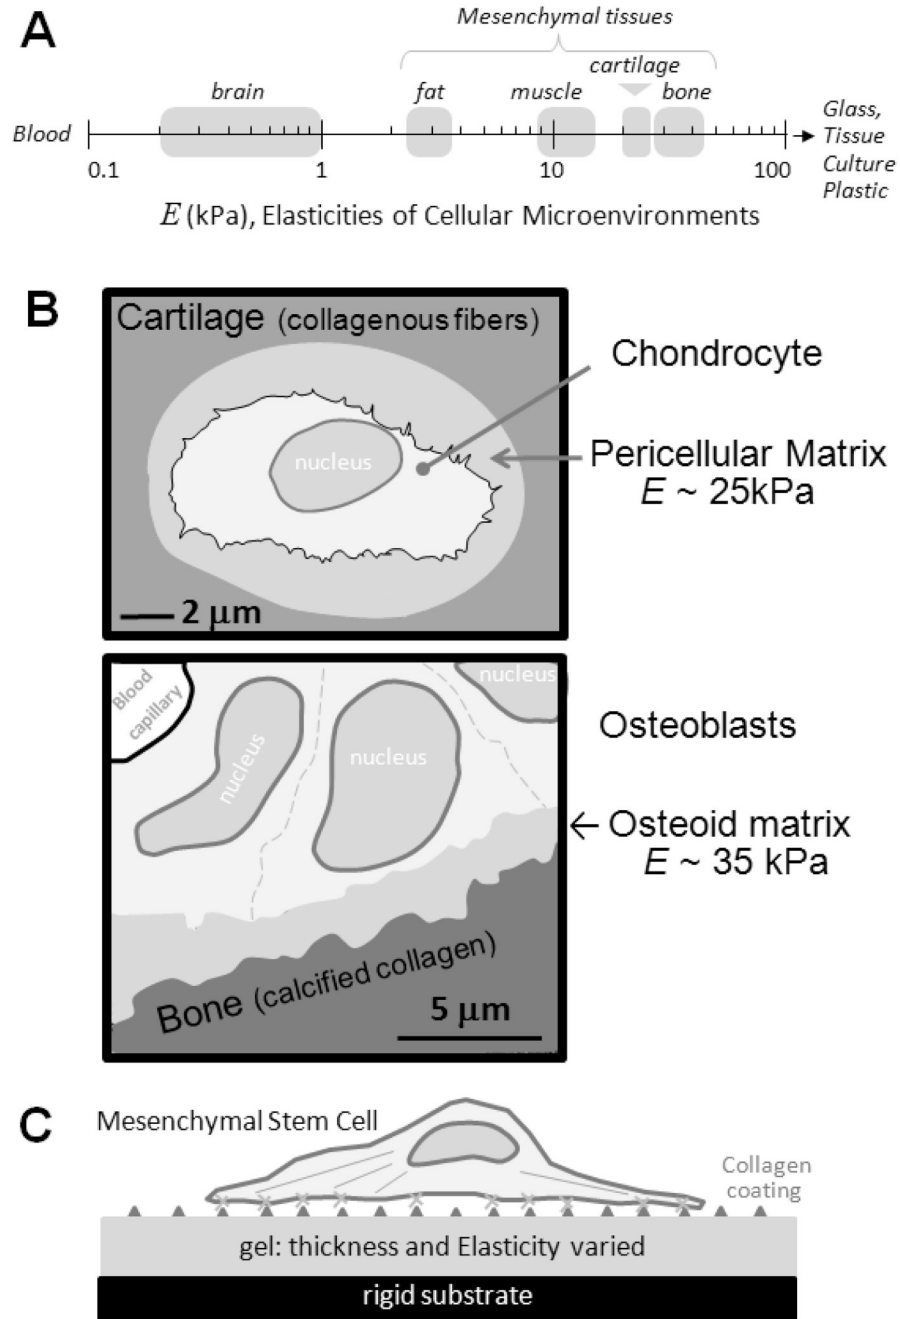 A
Mesenchymal tissues
cartilage
brain
fat
muscle
bone
Blood
Glass,
Tissue
Culture
Plastic
0.1
1
10
100
E (kPa), Elasticities of Cellular Microenvironments
B
Cartilage (collagenous fibers)
Chondrocyte
nucleus
Pericellular Matrix
E ~ 25kPa
2 μm
Blood
capillary
nucleus
nucleus
nucleus
Osteoblasts
Osteoid matrix
E ~ 35 kPa
Bone (calcified collagen)
5 μm
C
Mesenchymal Stem Cell
Collagen
coating
gel: thickness and Elasticity varied
rigid substrate